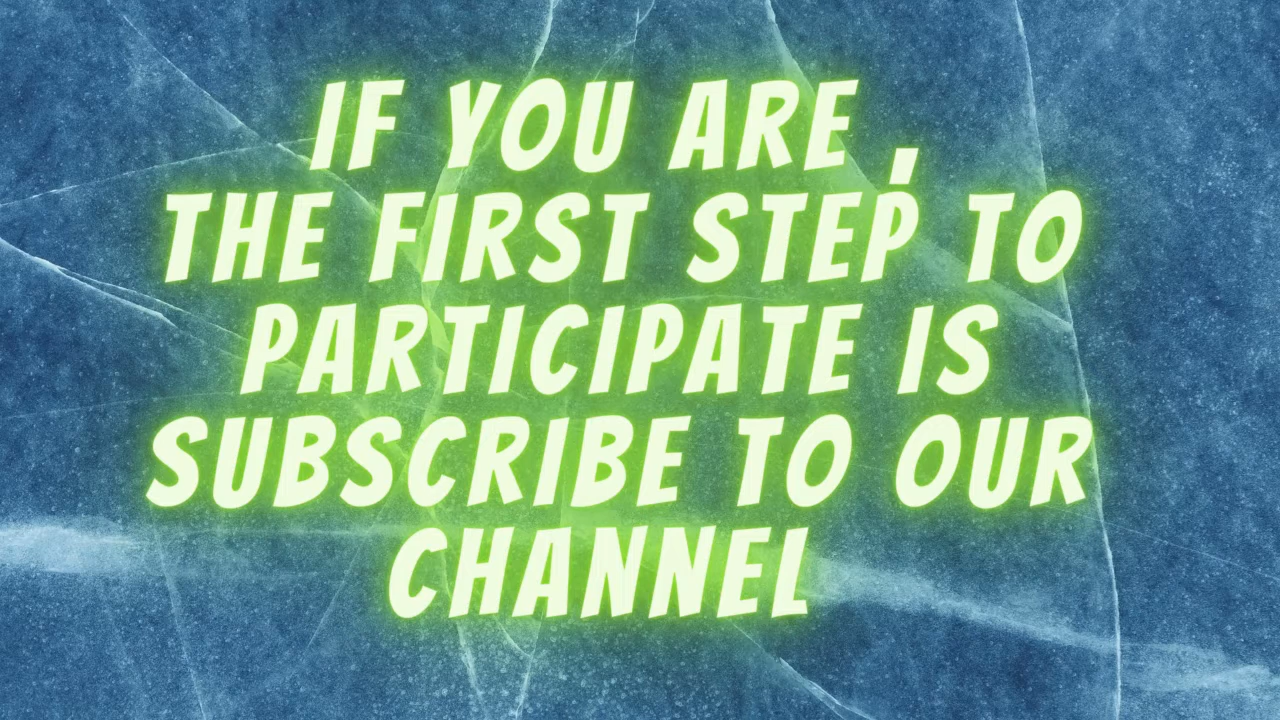 IF YOU ARE ,
THE FIRST STEP TO
PARTICIPATE IS
SUBSCRIBE TO OUR
CHANNEL